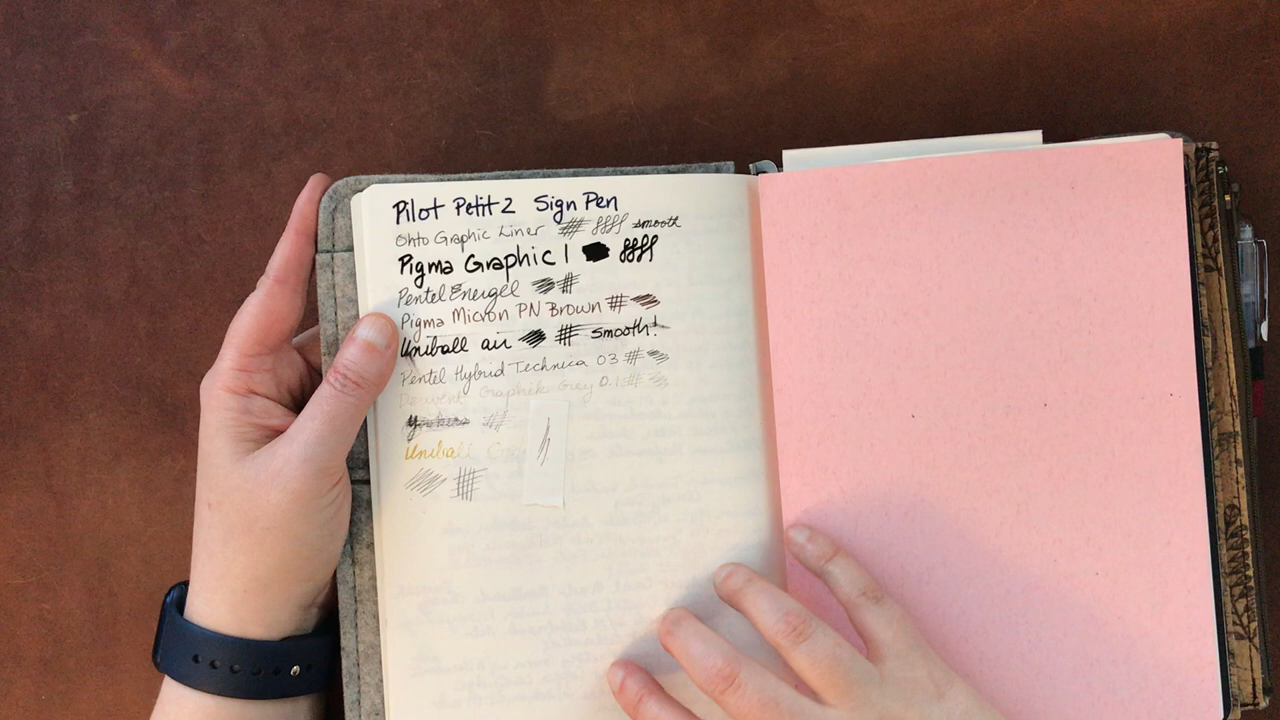 Pilot Petit 2 Sign Pen
Ohto Graphic Liner smooth
Pigma Graphic 1
Pentel Energel
Pigma Micron PN Brown
Uniball air smooth!
Pentel Hybrid Technica 03
Derwent Graphik Grey 0.1
Uniball